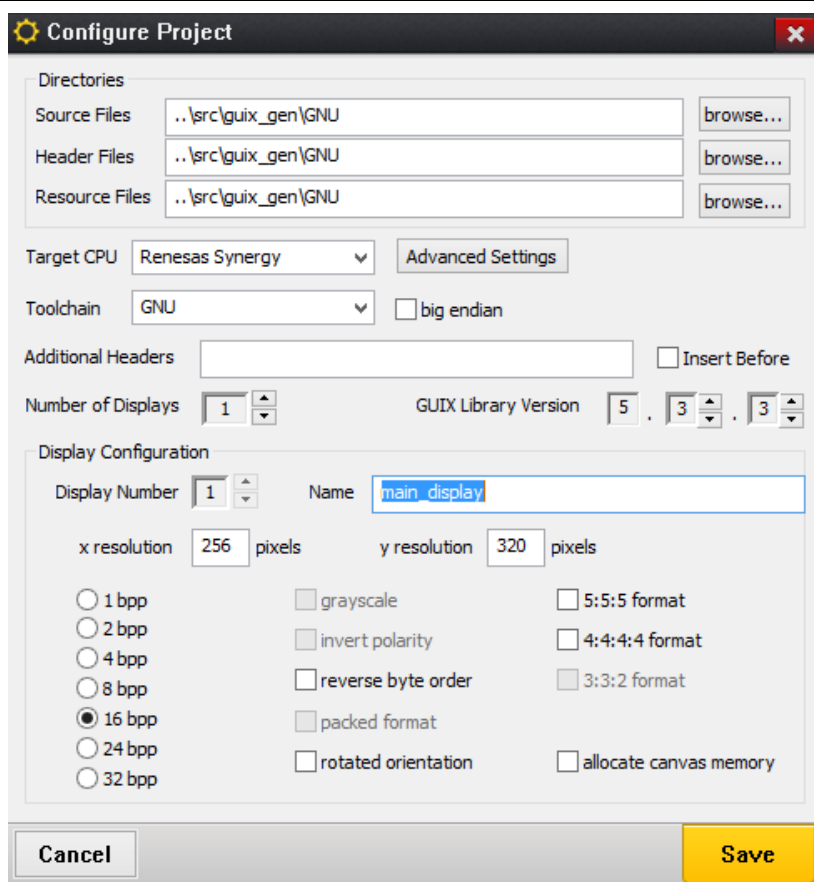 Configure Project
Directories
Source Files ..\src\guix_gen\GNU browse...
Header Files ..\src\guix_gen\GNU browse...
Resource Files ..\src\guix_gen\GNU browse...
Target CPU Renesas Synergy Advanced Settings
Toolchain GNU big endian
Additional Headers Insert Before
Number of Displays 1 GUIX Library Version 5 . 3 . 3
Display Configuration
Display Number 1 Name main_display
x resolution 256 pixels y resolution 320 pixels
1 bpp grayscale 5:5:5 format
2 bpp invert polarity 4:4:4:4 format
4 bpp reverse byte order 3:3:2 format
8 bpp packed format
16 bpp rotated orientation allocate canvas memory
24 bpp
32 bpp
Cancel Save